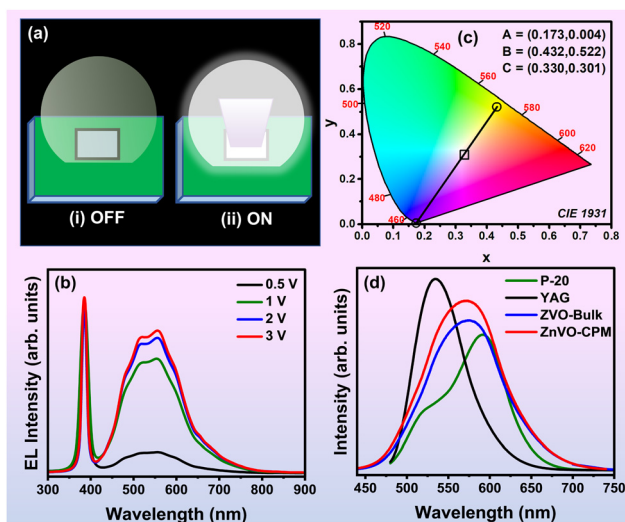 (a)
(i) OFF
(ii) ON
(c)
A = (0.173,0.004)
B = (0.432,0.522)
C = (0.330,0.301)
520
540
560
580
600
620
500
480
460
0.8
0.6
0.4
0.2
0.0
y
0.0 0.1 0.2 0.3 0.4 0.5 0.6 0.7 0.8
x
CIE 1931
(b)
0.5 V
1 V
2 V
3 V
EL Intensity (arb. units)
300 400 500 600 700 800 900
Wavelength (nm)
(d)
P-20
YAG
ZVO-Bulk
ZnVO-CPM
Intensity (arb. units)
450 500 550 600 650 700 750
Wavelength (nm)